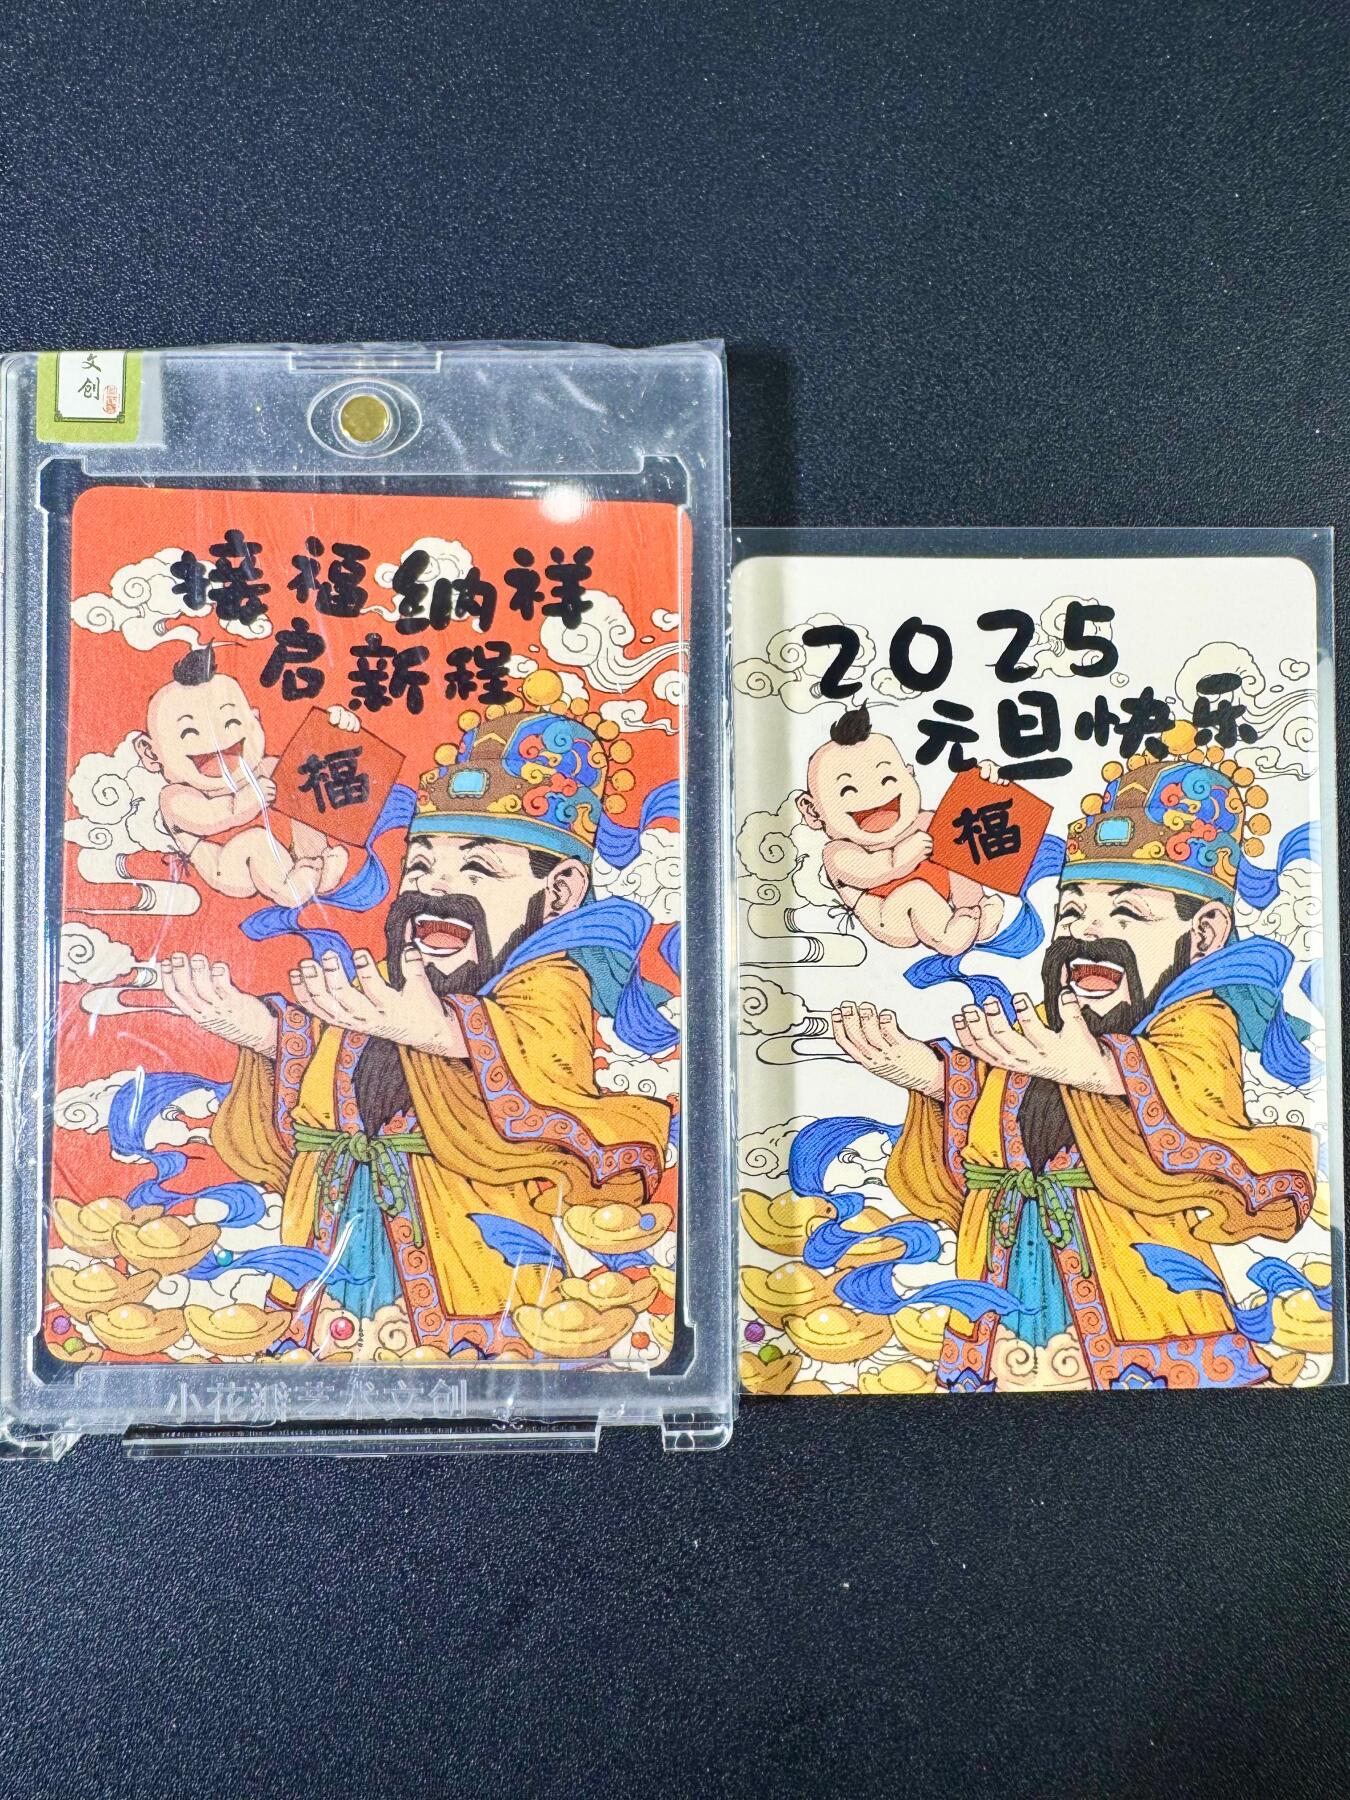 文
创
接福纳祥
启新程
福
小花瓣艺术文创
2025
元旦快乐
福